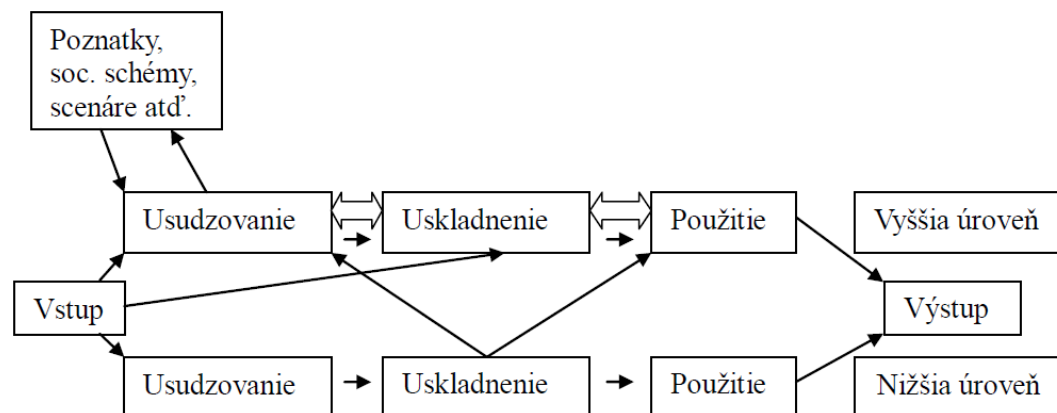 Poznatky,
soc. schémy,
scenáre atď.
Usudzovanie
Uskladnenie
Použitie
Vyššia úroveň
Vstup
Výstup
Usudzovanie
Uskladnenie
Použitie
Nižšia úroveň